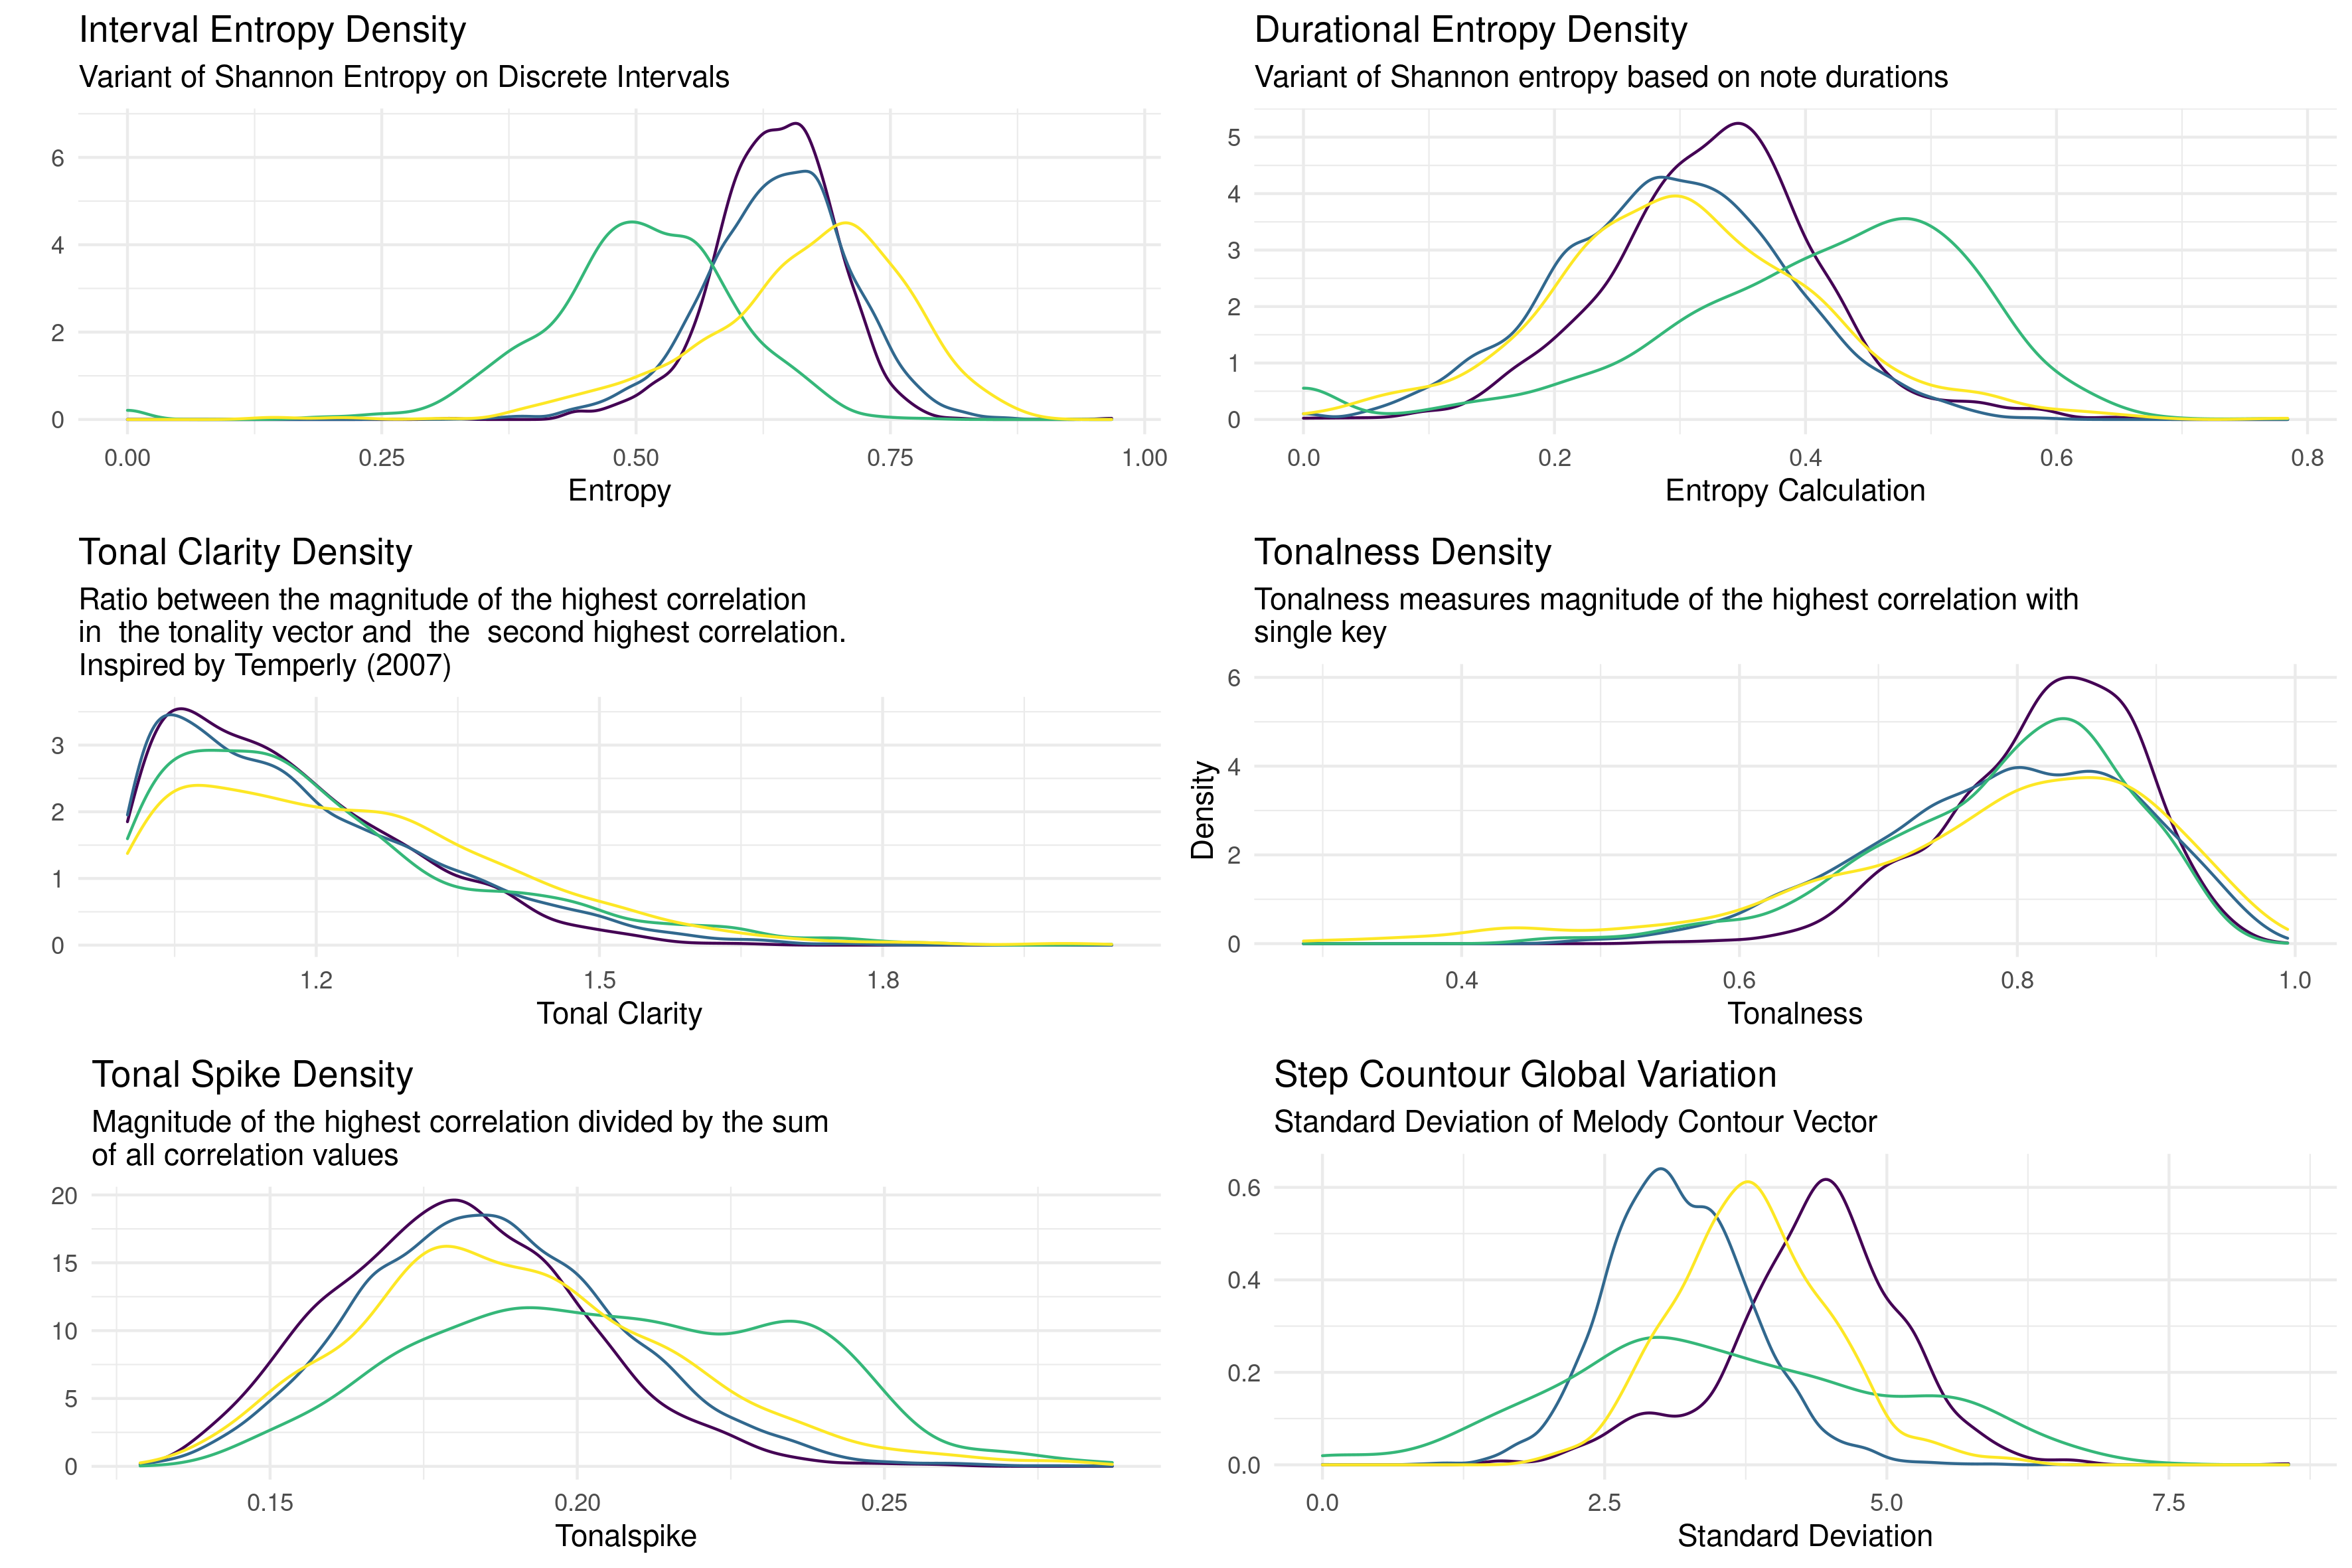 Interval Entropy Density
Variant of Shannon Entropy on Discrete Intervals
6
4
2
0
0.00 0.25 0.50 0.75 1.00
Entropy
Durational Entropy Density
Variant of Shannon entropy based on note durations
5
4
3
2
1
0
0.0 0.2 0.4 0.6 0.8
Entropy Calculation
Tonal Clarity Density
Ratio between the magnitude of the highest correlation
in the tonality vector and the second highest correlation.
Inspired by Temperly (2007)
3
2
1
0
1.2 1.5 1.8
Tonal Clarity
Tonalness Density
Tonalness measures magnitude of the highest correlation with
single key
Density
6
4
2
0
0.4 0.6 0.8 1.0
Tonalness
Tonal Spike Density
Magnitude of the highest correlation divided by the sum
of all correlation values
20
15
10
5
0
0.15 0.20 0.25
Tonalspike
Step Countour Global Variation
Standard Deviation of Melody Contour Vector
0.6
0.4
0.2
0.0
0.0 2.5 5.0 7.5
Standard Deviation